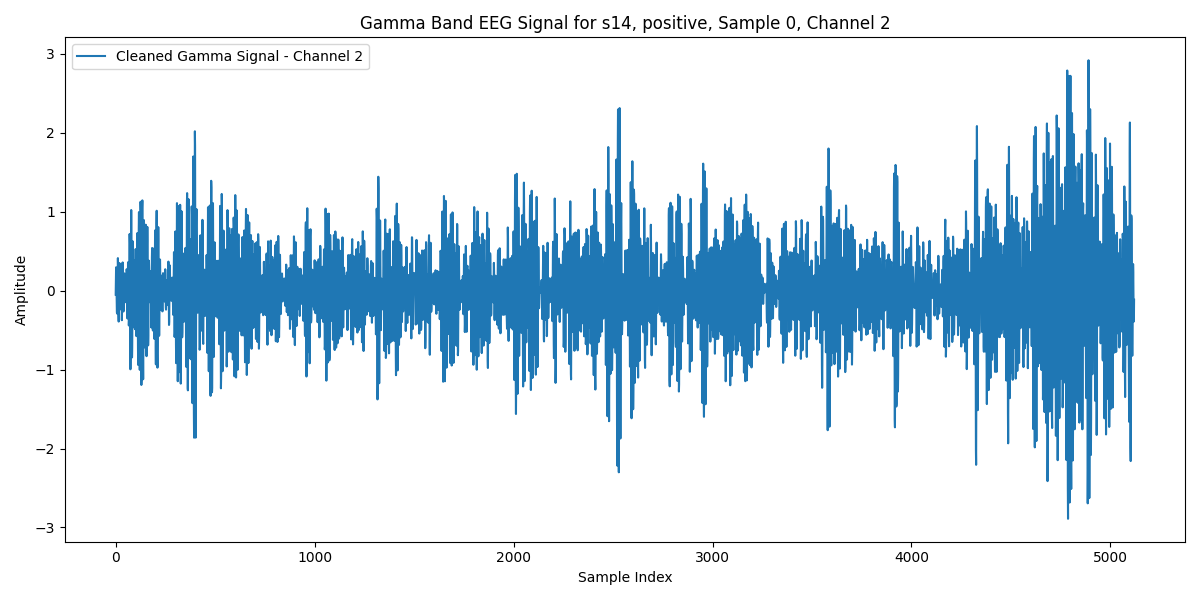 Gamma Band EEG Signal for s14, positive, Sample 0, Channel 2
Cleaned Gamma Signal - Channel 2
Amplitude
3
2
1
0
−1
−2
−3
0 1000 2000 3000 4000 5000
Sample Index